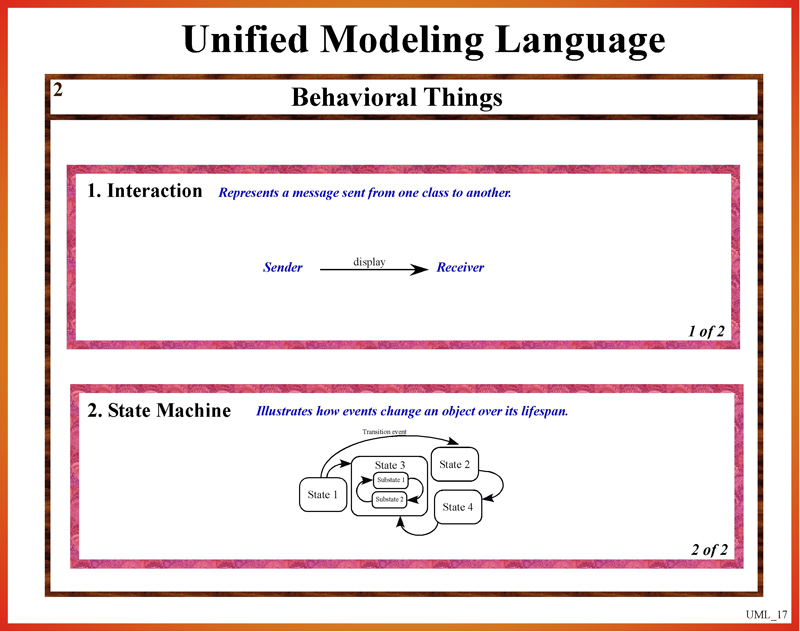 Unified Modeling Language
2
Behavioral Things
1. Interaction Represents a message sent from one class to another.
Sender display Receiver
1 of 2
2. State Machine Illustrates how events change an object over its lifespan.
Transition event
State 3 State 2
Substate 1
State 1 Substate 2
State 4
2 of 2
UML_17